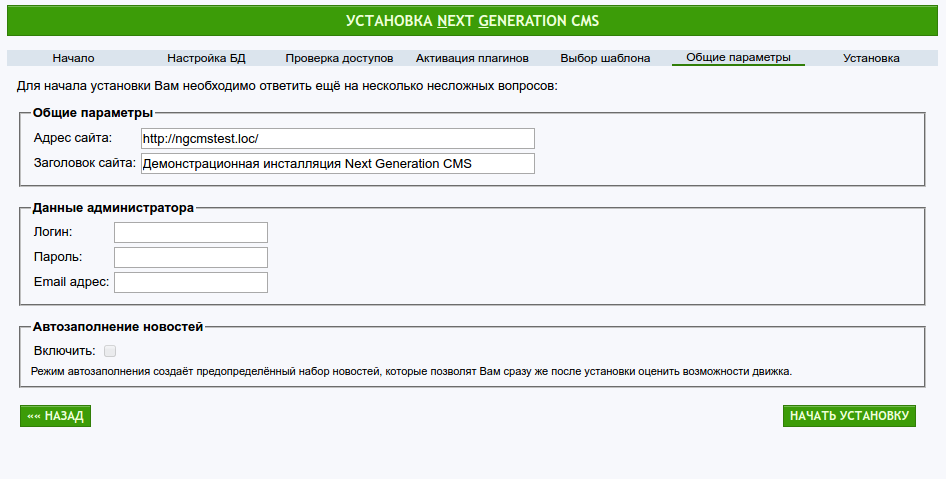 УСТАНОВКА NEXT GENERATION CMS
Начало Настройка БД Проверка доступов Активация плагинов Выбор шаблона Общие параметры Установка
Для начала установки Вам необходимо ответить ещё на несколько несложных вопросов:
Общие параметры
Адрес сайта: http://ngcmstest.loc/
Заголовок сайта: Демонстрационная инсталляция Next Generation CMS
Данные администратора
Логин:
Пароль:
Email адрес:
Автозаполнение новостей
Включить:
Режим автозаполнения создаёт предопределённый набор новостей, которые позволят Вам сразу же после установки оценить возможности движка.
«« НАЗАД НАЧАТЬ УСТАНОВКУ